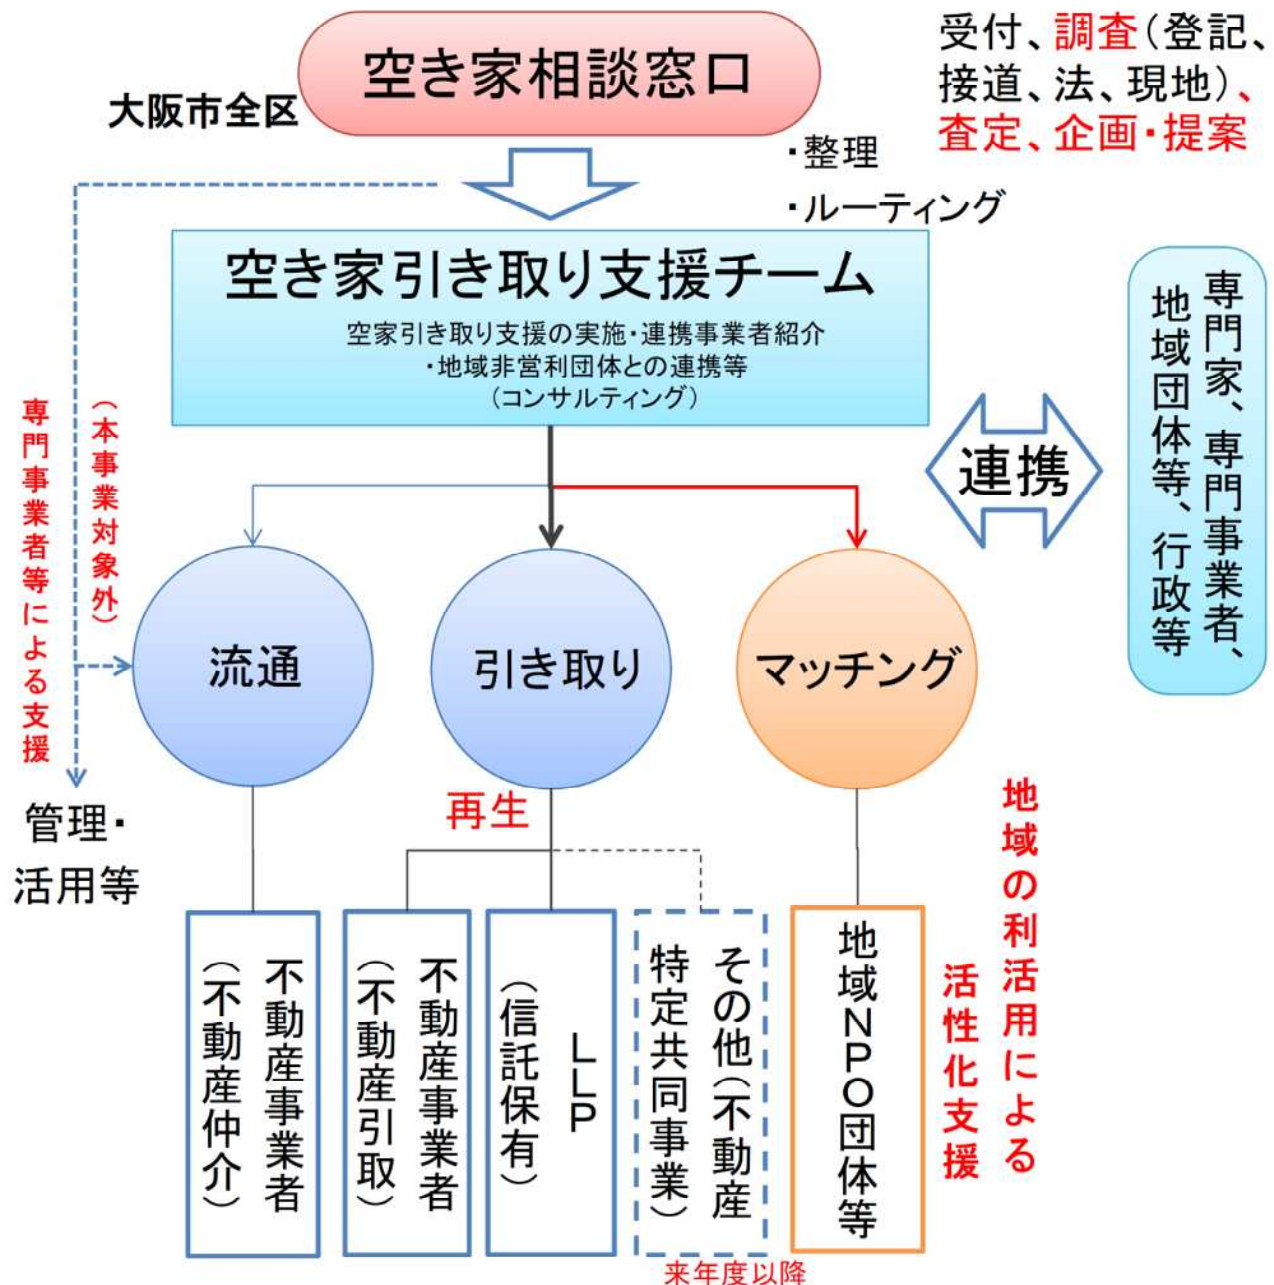 空き家相談窓口
大阪市全区
受付、調査(登記、
接道、法、現地)、
査定、企画・提案
・整理
・ルーティング
空き家引き取り支援チーム
空家引き取り支援の実施・連携事業者紹介
・地域非営利団体との連携等
(コンサルティング)
専門家、専門事業者、
地域団体等、行政等
連携
(本事業対象外)
専門事業者等による支援
流通
引き取り
マッチング
再生
管理・
活用等
地域の利活用による
活性化支援
不動産事業者
(不動産仲介)
不動産事業者
(不動産引取)
LLP
(信託保有)
その他(不動産
特定共同事業)
地域NPO団体等
来年度以降